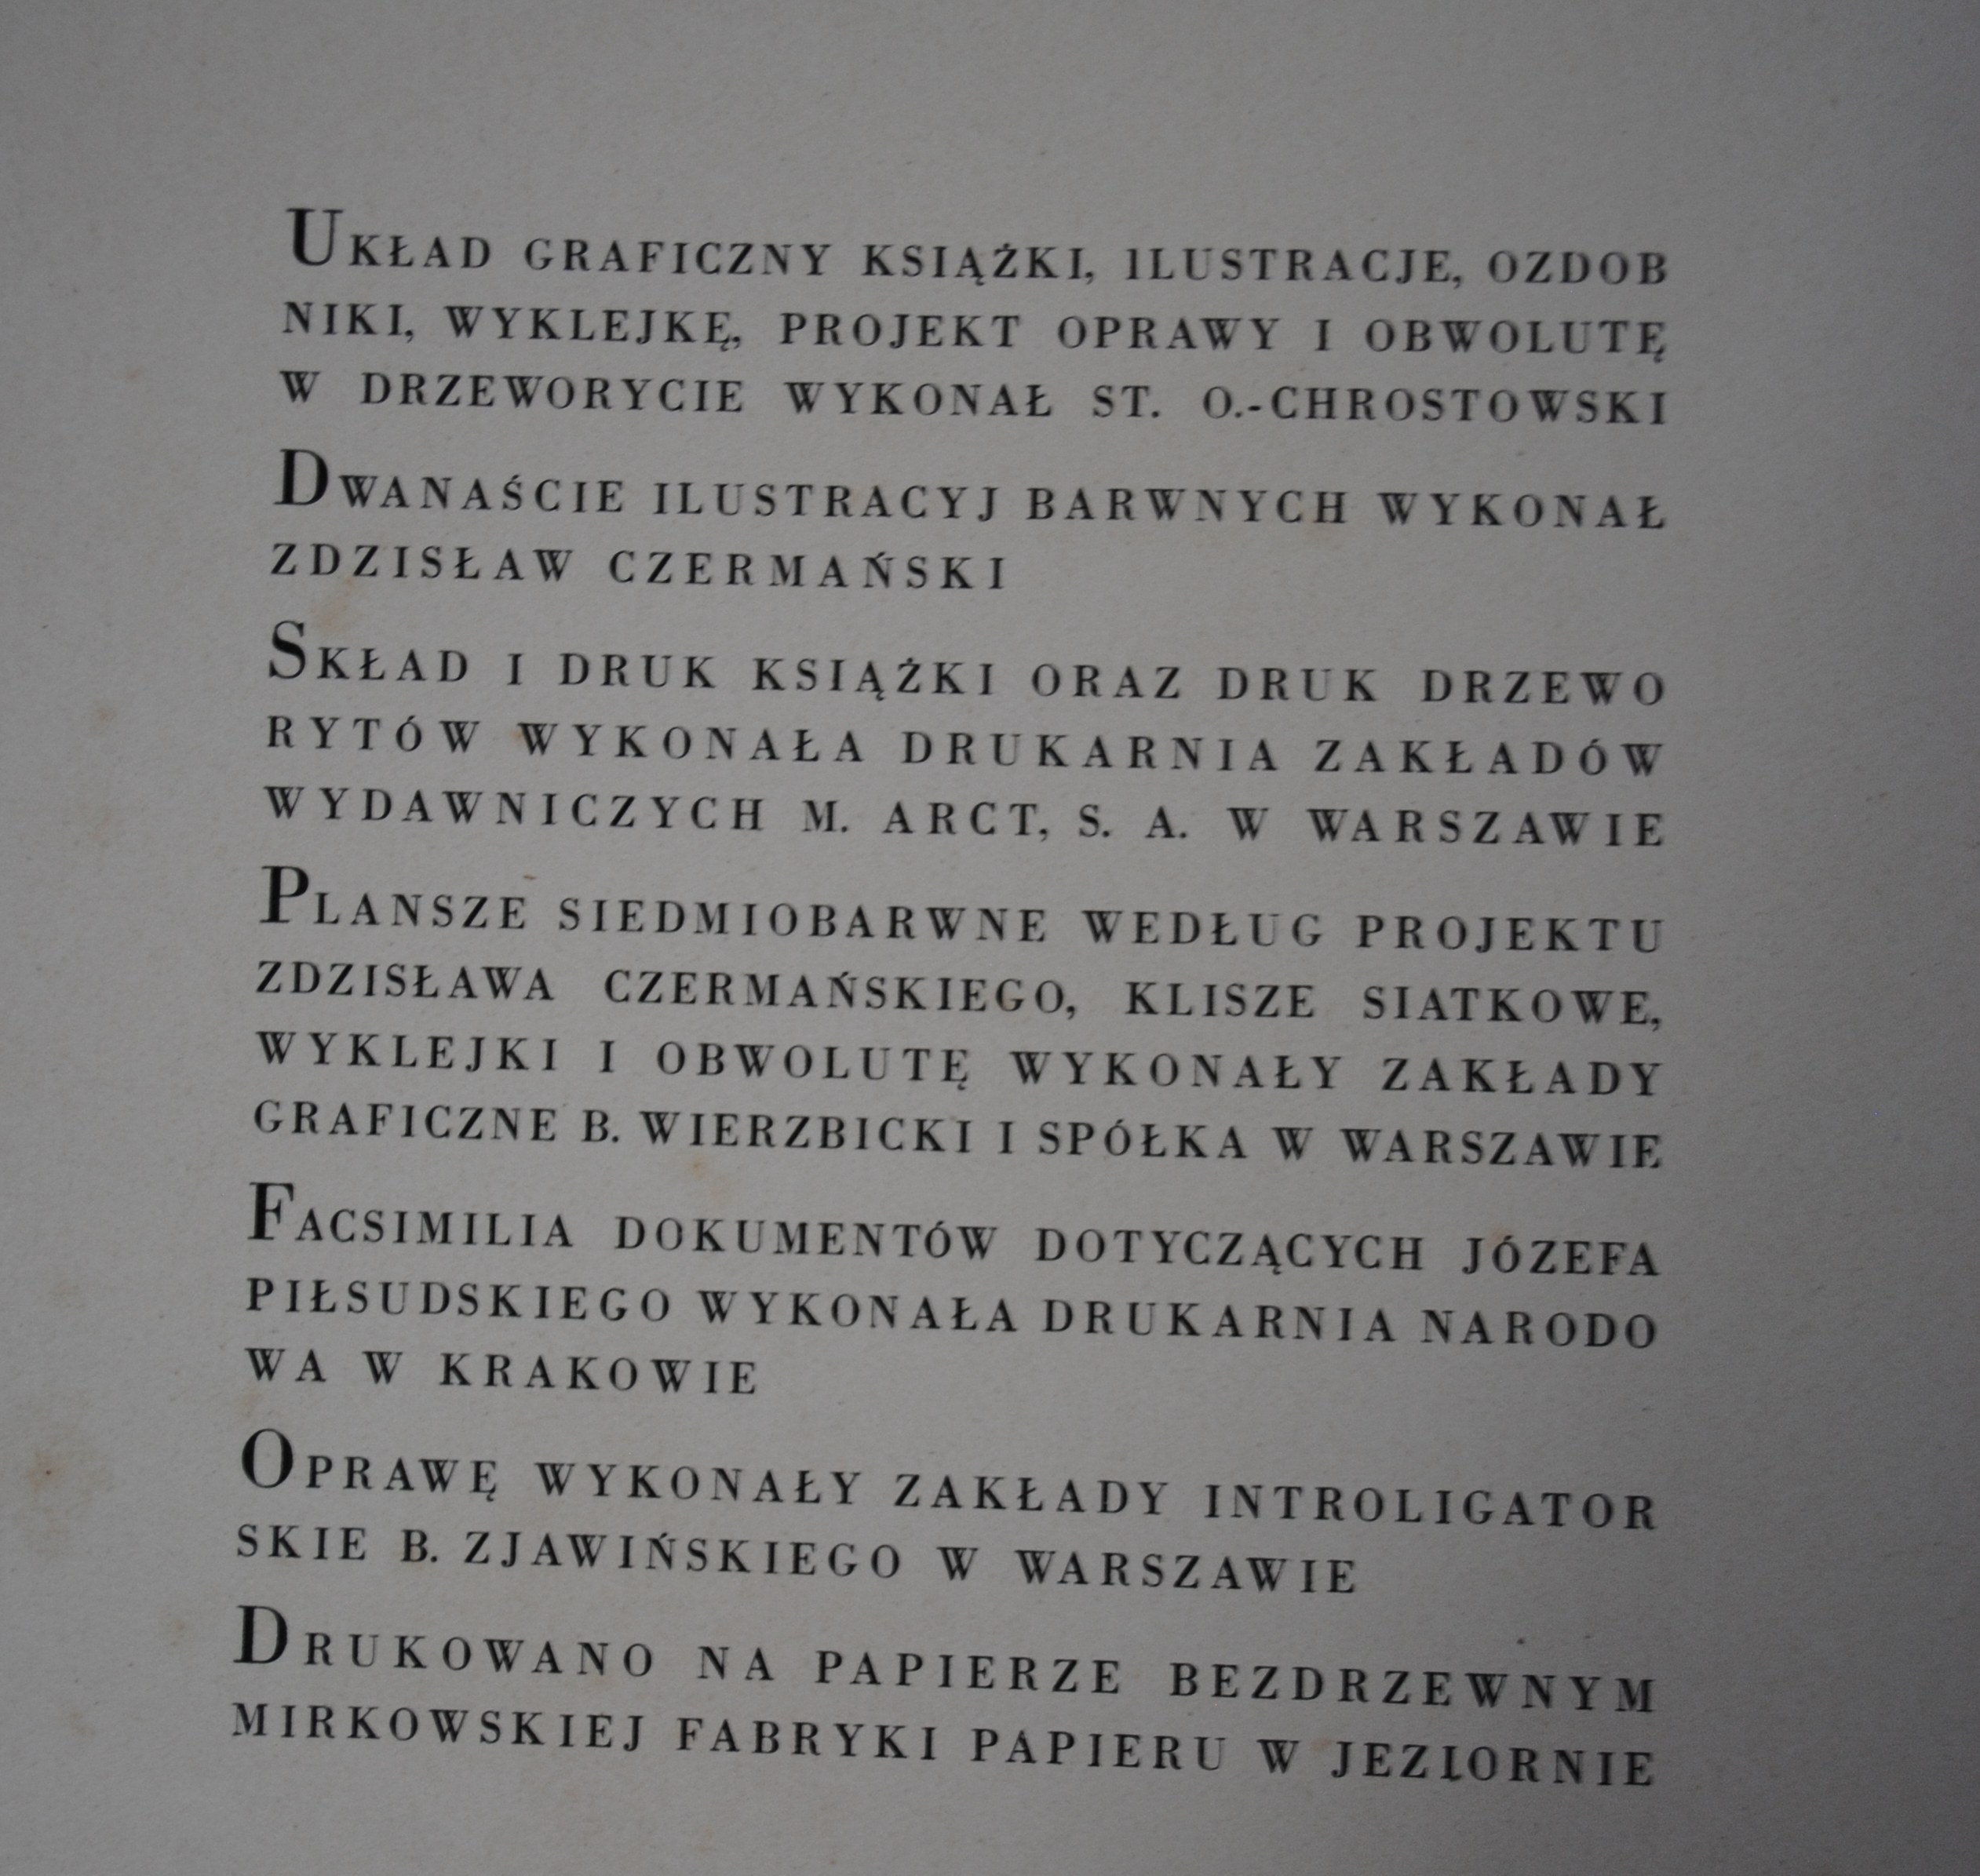 UKŁAD GRAFICZNY KSIĄŻKI, ILUSTRACJE, OZDOB
NIKI, WYKLEJKĘ, PROJEKT OPRAWY I OBWOLUTĘ
W DRZEWORYCIE WYKONAŁ ST. O.-CHROSTOWSKI
DWANAŚCIE ILUSTRACYJ BARWNYCH WYKONAŁ
ZDZISŁAW CZERMAŃSKI
SKŁAD I DRUK KSIĄŻKI ORAZ DRUK DRZEWO
RYTÓW WYKONAŁA DRUKARNIA ZAKŁADÓW
WYDAWNICZYCH M. ARCT, S. A. W WARSZAWIE
PLANSZE SIEDMIOBARWNE WEDŁUG PROJEKTU
ZDZISŁAWA CZERMAŃSKIEGO, KLISZE SIATKOWE,
WYKLEJKI I OBWOLUTĘ WYKONAŁY ZAKŁADY
GRAFICZNE B. WIERZBICKI I SPÓŁKA W WARSZAWIE
FACSIMILIA DOKUMENTÓW DOTYCZĄCYCH JÓZEFA
PIŁSUDSKIEGO WYKONAŁA DRUKARNIA NARODO
WA W KRAKOWIE
OPRAWĘ WYKONAŁY ZAKŁADY INTROLIGATOR
SKIE B. ZJAWIŃSKIEGO W WARSZAWIE
DRUKOWANO NA PAPIERZE BEZDRZEWNYM
MIRKOWSKIEJ FABRYKI PAPIERU W JEZIORNIE